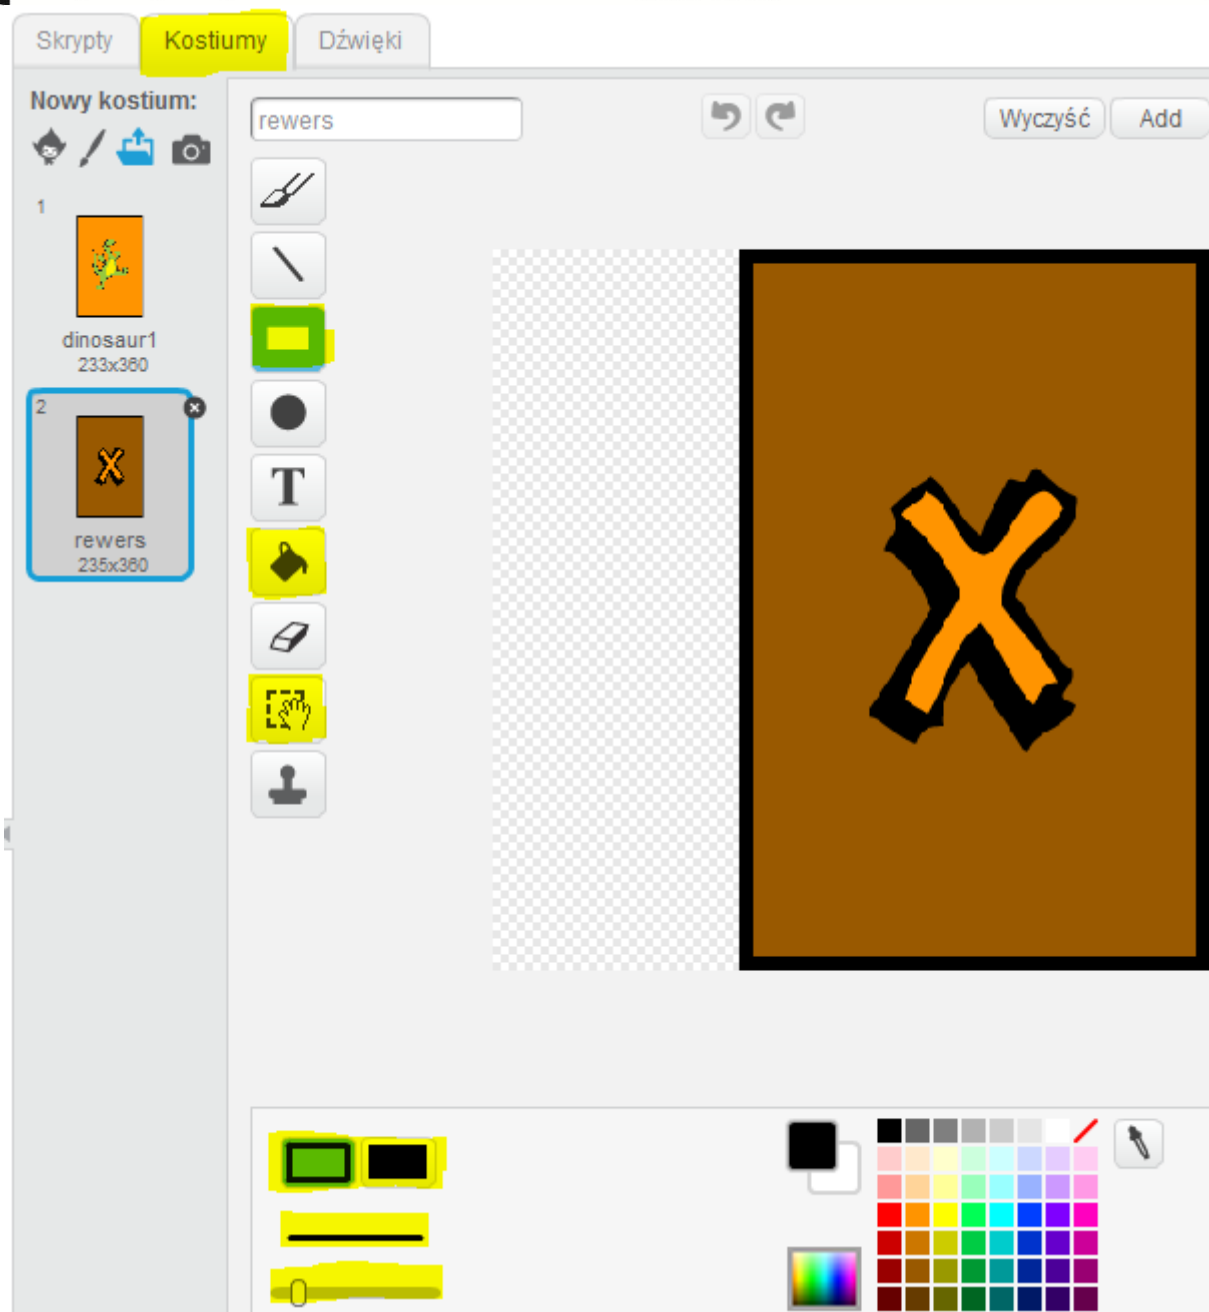 Skrypty Kostiumy Dźwięki
Nowy kostium:
rewers
Wyczyść Add
1
dinosaur1
233x360
2
X
rewers
235x360
T
X